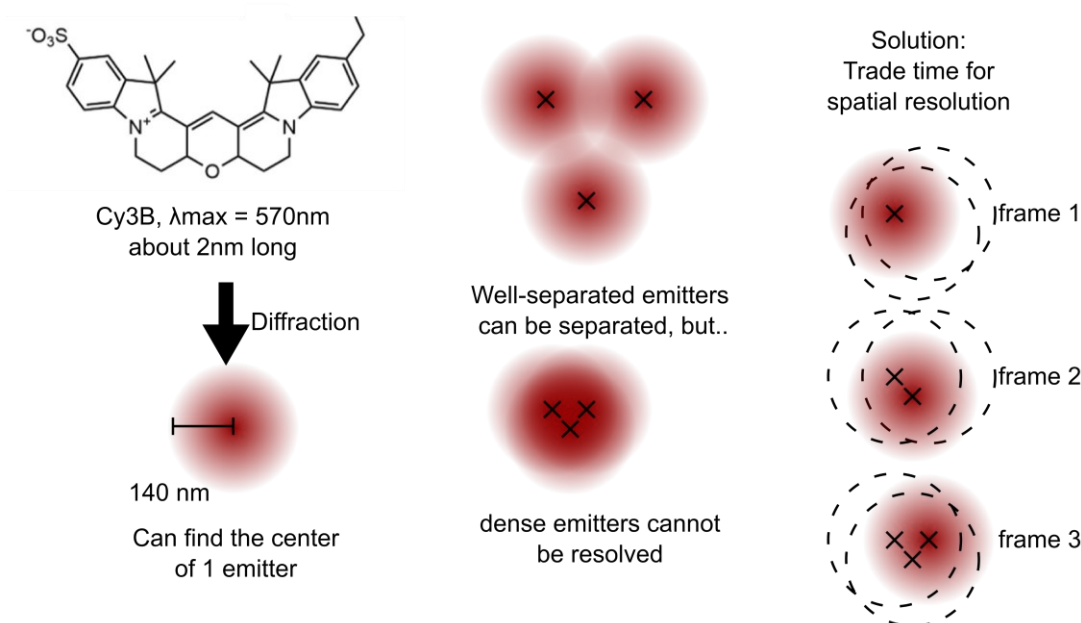 ⁻O₃S
N⁺
N
O
Cy3B, λmax = 570nm
about 2nm long
Diffraction
140 nm
Can find the center
of 1 emitter
Well-separated emitters
can be separated, but..
dense emitters cannot
be resolved
Solution:
Trade time for
spatial resolution
frame 1
frame 2
frame 3